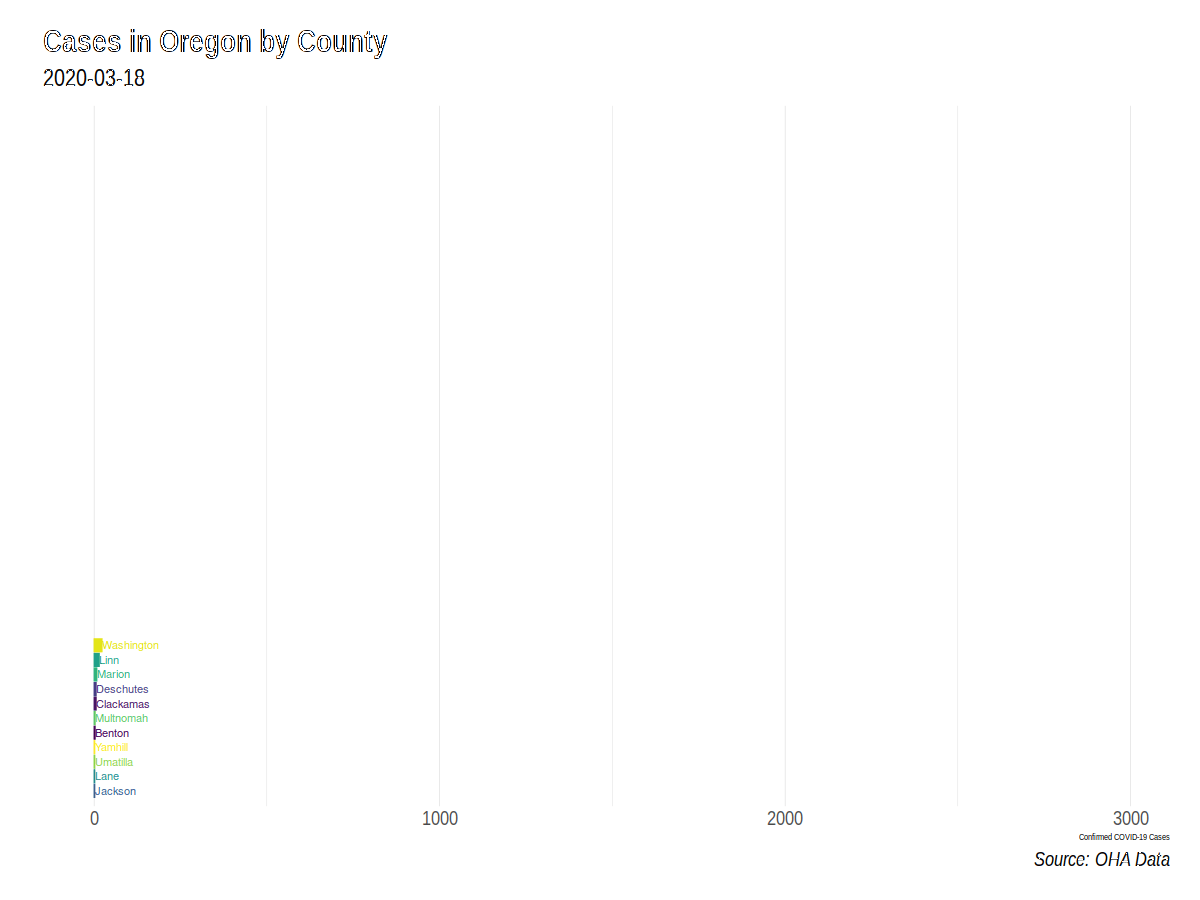 Cases in Oregon by County
2020-03-18
Washington
Linn
Marion
Deschutes
Clackamas
Multnomah
Benton
Yamhill
Umatilla
Lane
Jackson
0 1000 2000 3000
Confirmed COVID-19 Cases
Source: OHA Data